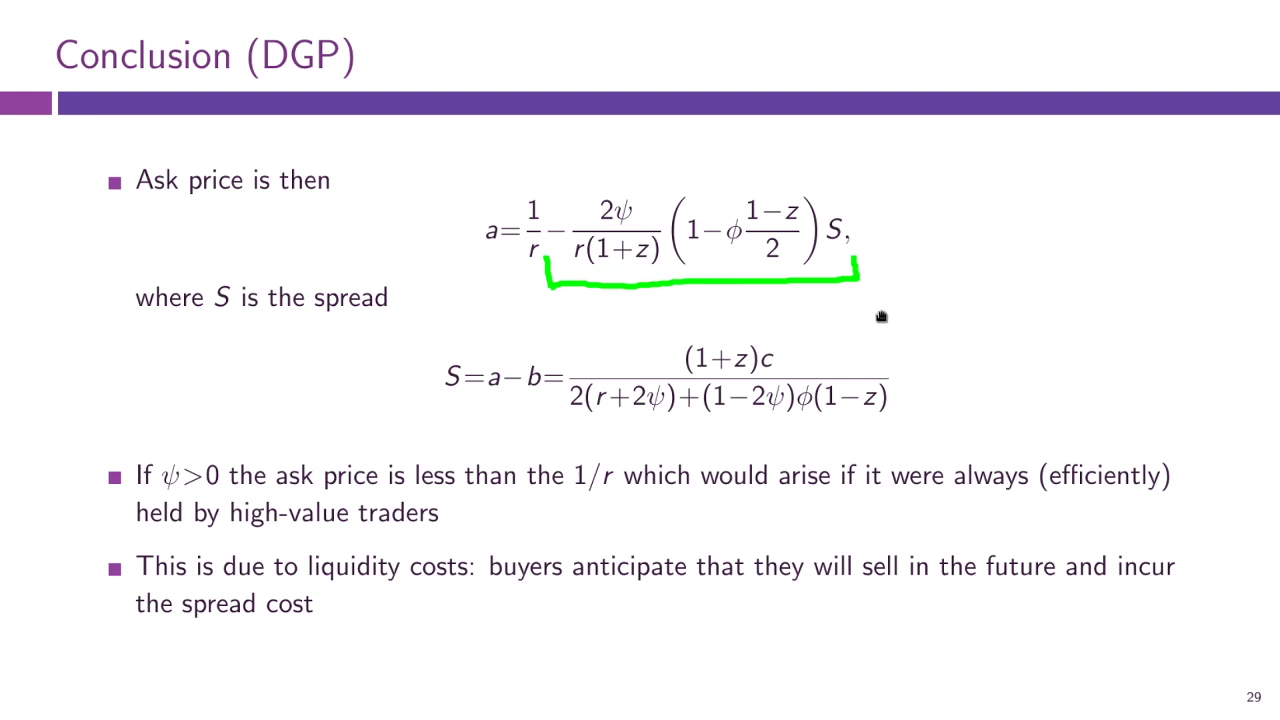 Conclusion (DGP)
Ask price is then
a = 1/r − 2ψ/(r(1+z)) (1 − φ (1−z)/2) S,
where S is the spread
S = a − b = (1+z)c / (2(r+2ψ)+(1−2ψ)φ(1−z))
If ψ>0 the ask price is less than the 1/r which would arise if it were always (efficiently)
held by high-value traders
This is due to liquidity costs: buyers anticipate that they will sell in the future and incur
the spread cost
29